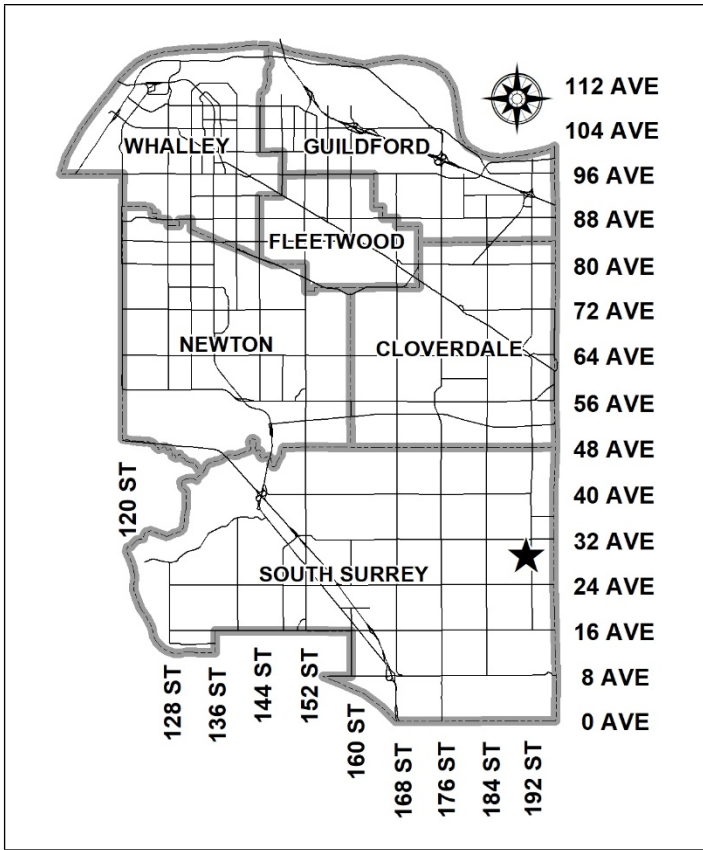 112 AVE
104 AVE
WHALLEY
GUILDFORD
96 AVE
88 AVE
FLEETWOOD
80 AVE
72 AVE
NEWTON
CLOVERDALE
64 AVE
56 AVE
48 AVE
120 ST
40 AVE
32 AVE
SOUTH SURREY
24 AVE
16 AVE
128 ST
136 ST
144 ST
152 ST
160 ST
8 AVE
0 AVE
168 ST
176 ST
184 ST
192 ST